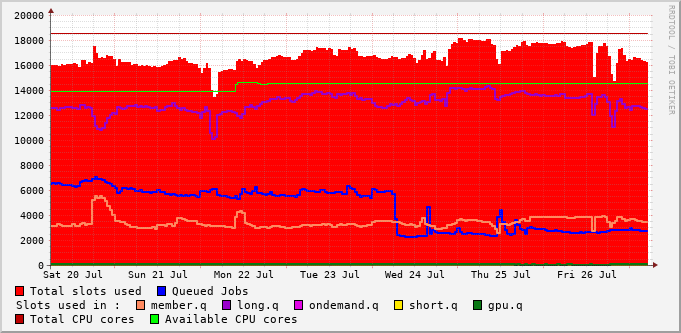 RRDTOOL / TOBI OETIKER
20000
18000
16000
14000
12000
10000
8000
6000
4000
2000
0
Sat 20 Jul Sun 21 Jul Mon 22 Jul Tue 23 Jul Wed 24 Jul Thu 25 Jul Fri 26 Jul
Total slots used Queued Jobs
Slots used in : member.q long.q ondemand.q short.q gpu.q
Total CPU cores Available CPU cores